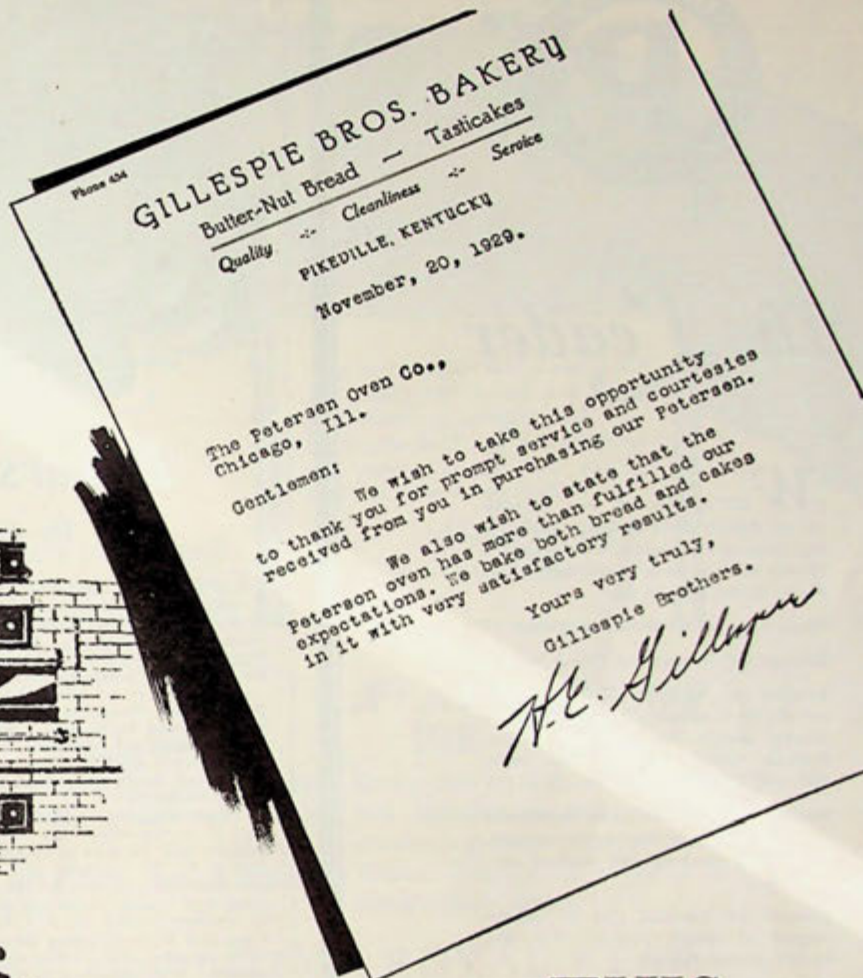 Phone 434
GILLESPIE BROS. BAKERY
Butter-Nut Bread — Tasticakes
Quality -:- Cleanliness -:- Service
PIKEVILLE, KENTUCKY
November, 20, 1929.
The Petersen Oven Co.,
Chicago, Ill.
Gentlemen:
We wish to take this opportunity
to thank you for prompt service and courtesies
received from you in purchasing our Petersen.
We also wish to state that the
Petersen oven has more than fulfilled our
expectations. We bake both bread and cakes
in it with very satisfactory results.
Yours very truly,
Gillespie Brothers.
H.E. Gillespie